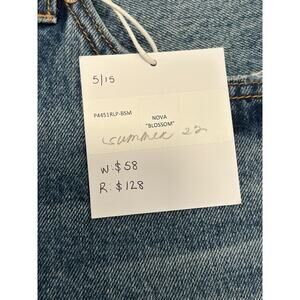 5/15
P4451RLP-BSM NOVA
"BLOSSOM"
summer 22
W: $58
R: $128